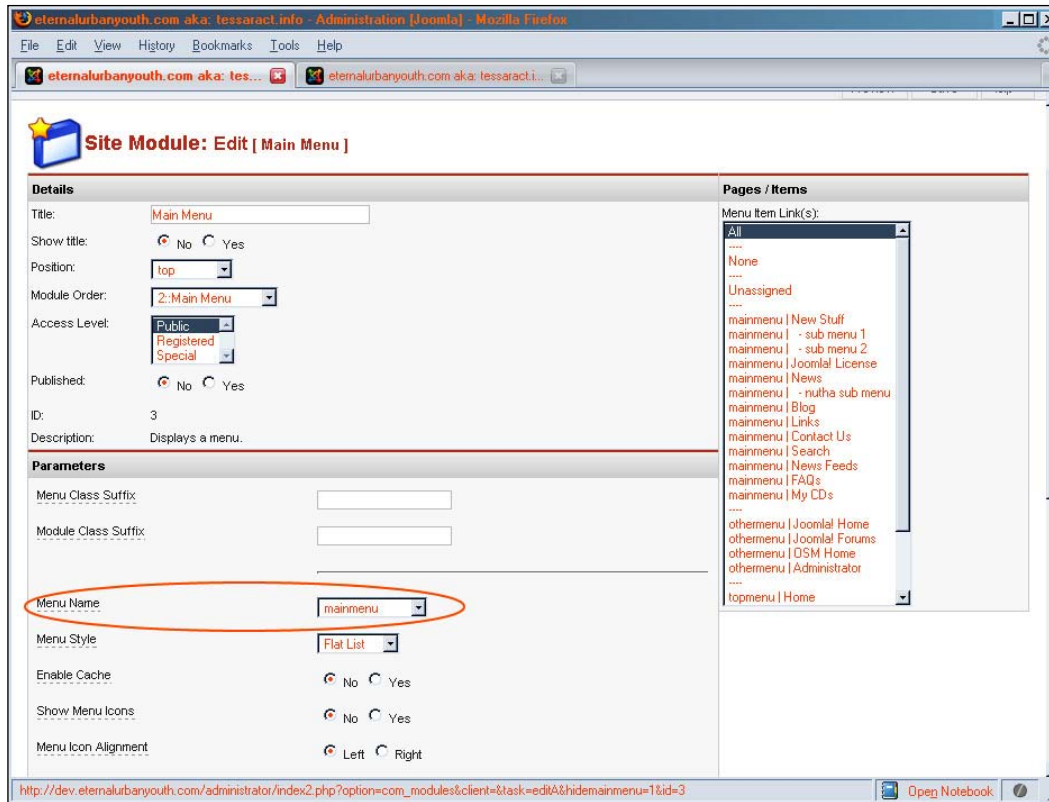 eternalurbanyouth.com aka: tessaract.info - Administration [Joomla] - Mozilla Firefox
File Edit View History Bookmarks Tools Help
eternalurbanyouth.com aka: tes...
eternalurbanyouth.com aka: tessaract.i...
Site Module: Edit [ Main Menu ]
Details
Title: Main Menu
Show title: No Yes
Position: top
Module Order: 2::Main Menu
Access Level: Public
Registered
Special
Published: No Yes
ID: 3
Description: Displays a menu.
Parameters
Menu Class Suffix
Module Class Suffix
Menu Name mainmenu
Menu Style Flat List
Enable Cache No Yes
Show Menu Icons No Yes
Menu Icon Alignment Left Right
Pages / Items
Menu Item Link(s):
All
----
None
----
Unassigned
----
mainmenu | New Stuff
mainmenu | - sub menu 1
mainmenu | - sub menu 2
mainmenu | Joomla! License
mainmenu | News
mainmenu | - nutha sub menu
mainmenu | Blog
mainmenu | Links
mainmenu | Contact Us
mainmenu | Search
mainmenu | News Feeds
mainmenu | FAQs
mainmenu | My CDs
----
othermenu | Joomla! Home
othermenu | Joomla! Forums
othermenu | OSM Home
othermenu | Administrator
----
topmenu | Home
http://dev.eternalurbanyouth.com/administrator/index2.php?option=com_modules&client=&task=editA&hidemainmenu=1&id=3
Open Notebook